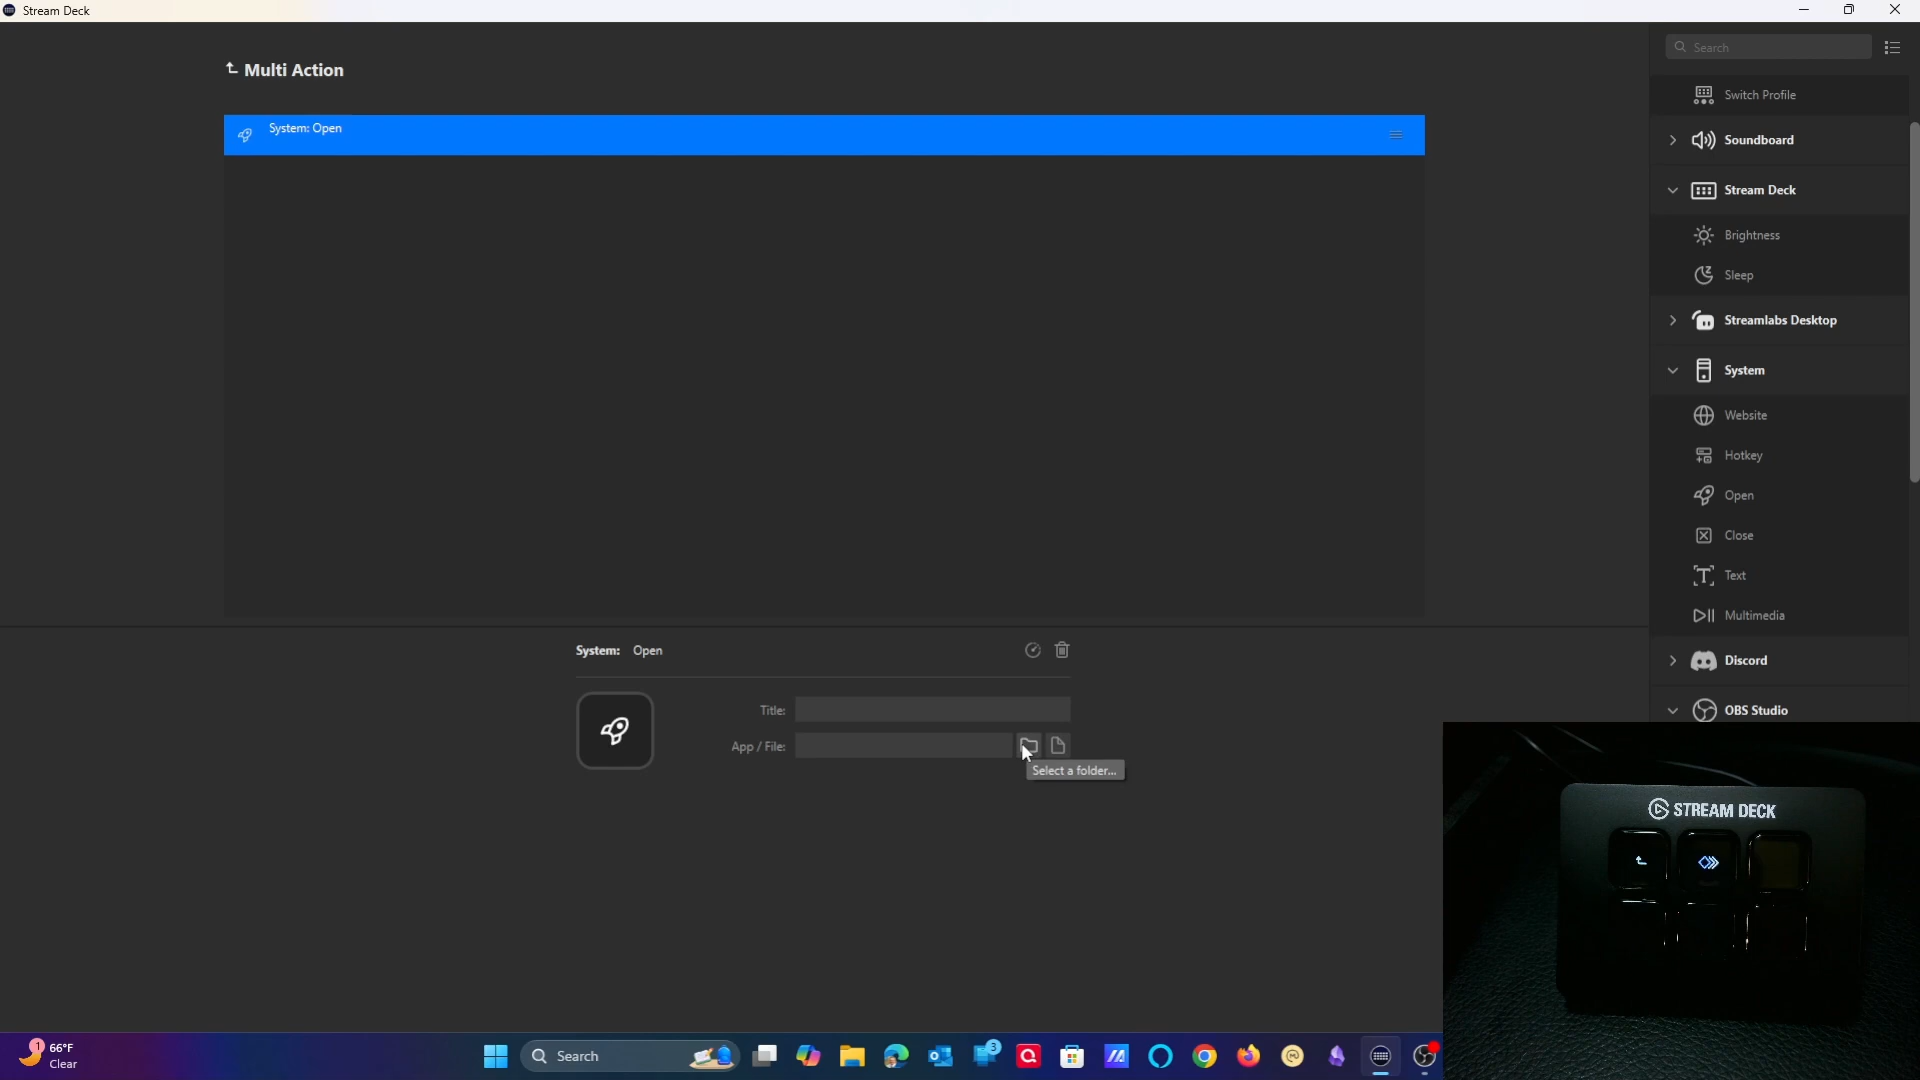 Stream Deck
Search
Multi Action
Switch Profile
System: Open
Soundboard
Stream Deck
Brightness
Sleep
Streamlabs Desktop
System
Website
Hotkey
Open
Close
Text
Multimedia
System: Open
Discord
Title:
OBS Studio
App / File:
Select a folder...
STREAM DECK
1
66°F
Clear
Search
3